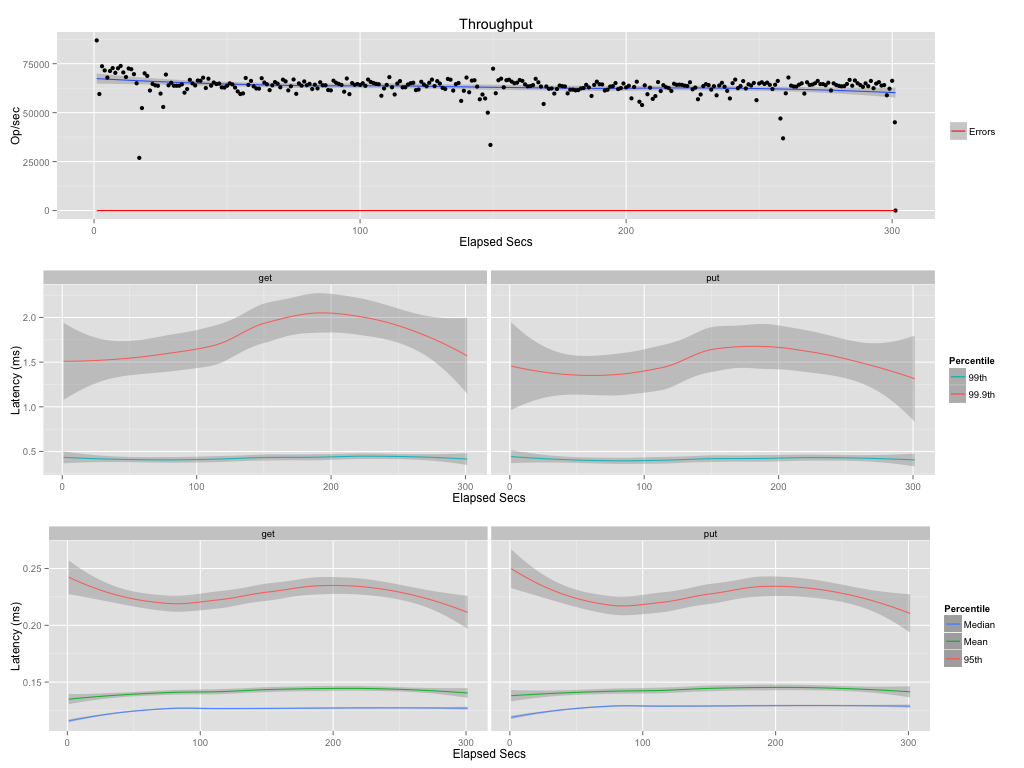 Throughput
75000
50000
25000
0
Op/sec
0 100 200 300
Elapsed Secs
Errors
get put
2.0
1.5
1.0
0.5
Latency (ms)
0 100 200 300 0 100 200 300
Elapsed Secs
Percentile
99th
99.9th
get put
0.25
0.20
0.15
Latency (ms)
0 100 200 300 0 100 200 300
Elapsed Secs
Percentile
Median
Mean
95th